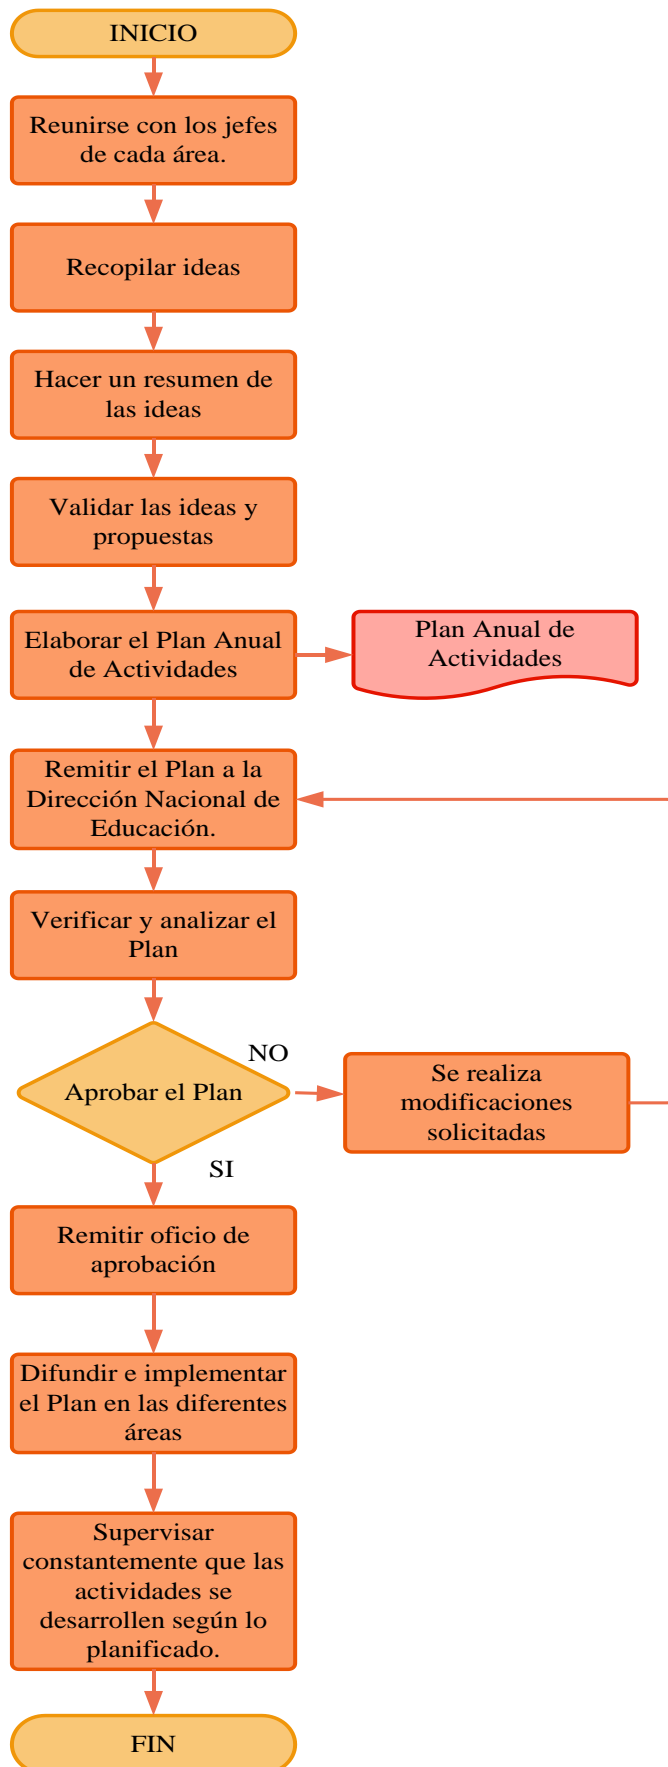 INICIO
Reunirse con los jefes
de cada área.
Recopilar ideas
Hacer un resumen de
las ideas
Validar las ideas y
propuestas
Elaborar el Plan Anual
de Actividades
Plan Anual de
Actividades
Remitir el Plan a la
Dirección Nacional de
Educación.
Verificar y analizar el
Plan
Aprobar el Plan
NO
Se realiza
modificaciones
solicitadas
SI
Remitir oficio de
aprobación
Difundir e implementar
el Plan en las diferentes
áreas
Supervisar
constantemente que las
actividades se
desarrollen según lo
planificado.
FIN